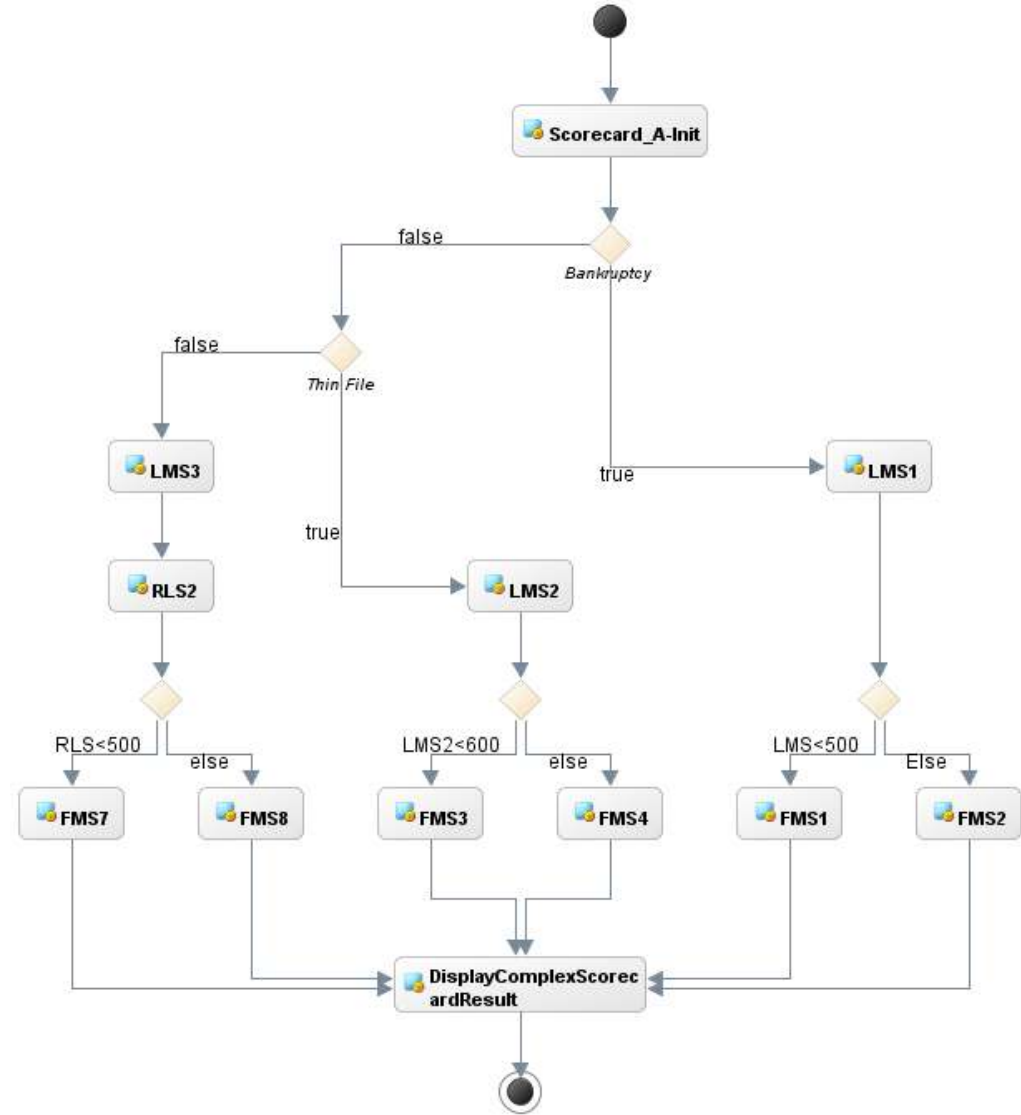 Scorecard_A-Init
false
Bankruptcy
false
Thin File
LMS3
LMS1
true
true
RLS2
LMS2
RLS<500
else
LMS2<600
else
LMS<500
Else
FMS7
FMS8
FMS3
FMS4
FMS1
FMS2
DisplayComplexScorec
ardResult